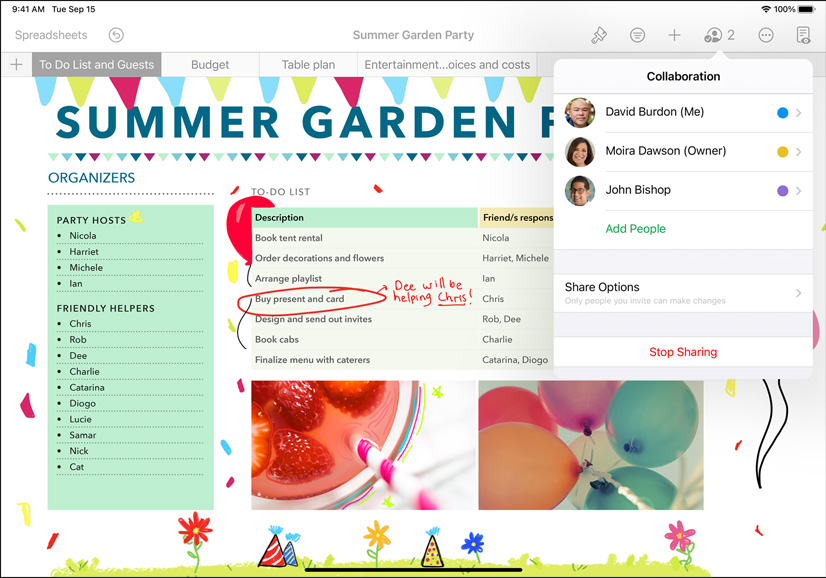 9:41 AM Tue Sep 15
100%
Spreadsheets
Summer Garden Party
2
To Do List and Guests
Budget
Table plan
Entertainment...oices and costs
Collaboration
David Burdon (Me)
Moira Dawson (Owner)
John Bishop
Add People
Share Options
Only people you invite can make changes
Stop Sharing
SUMMER GARDEN
ORGANIZERS
PARTY HOSTS
• Nicola
• Harriet
• Michele
• Ian
FRIENDLY HELPERS
• Chris
• Rob
• Dee
• Charlie
• Catarina
• Diogo
• Lucie
• Samar
• Nick
• Cat
TO-DO LIST
Description Friend/s respons
Book tent rental Nicola
Order decorations and flowers Harriet, Michele
Arrange playlist Ian
Buy present and card Chris
Design and send out invites Rob, Dee
Book cabs Charlie
Finalize menu with caterers Catarina, Diogo
Dee will be
helping Chris!